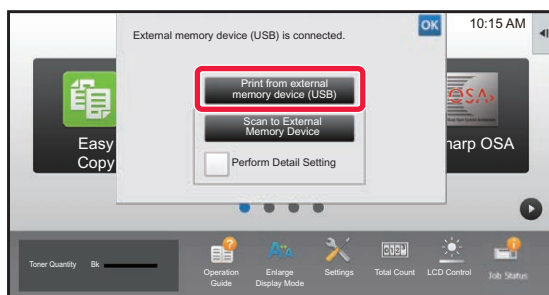 10:15 AM
External memory device (USB) is connected.
OK
Print from external
memory device (USB)
Scan to External
Memory Device
Perform Detail Setting
Easy
Copy
OSA
harp OSA
Toner Quantity Bk
Operation
Guide
Enlarge
Display Mode
Settings
Total Count
LCD Control
Job Status